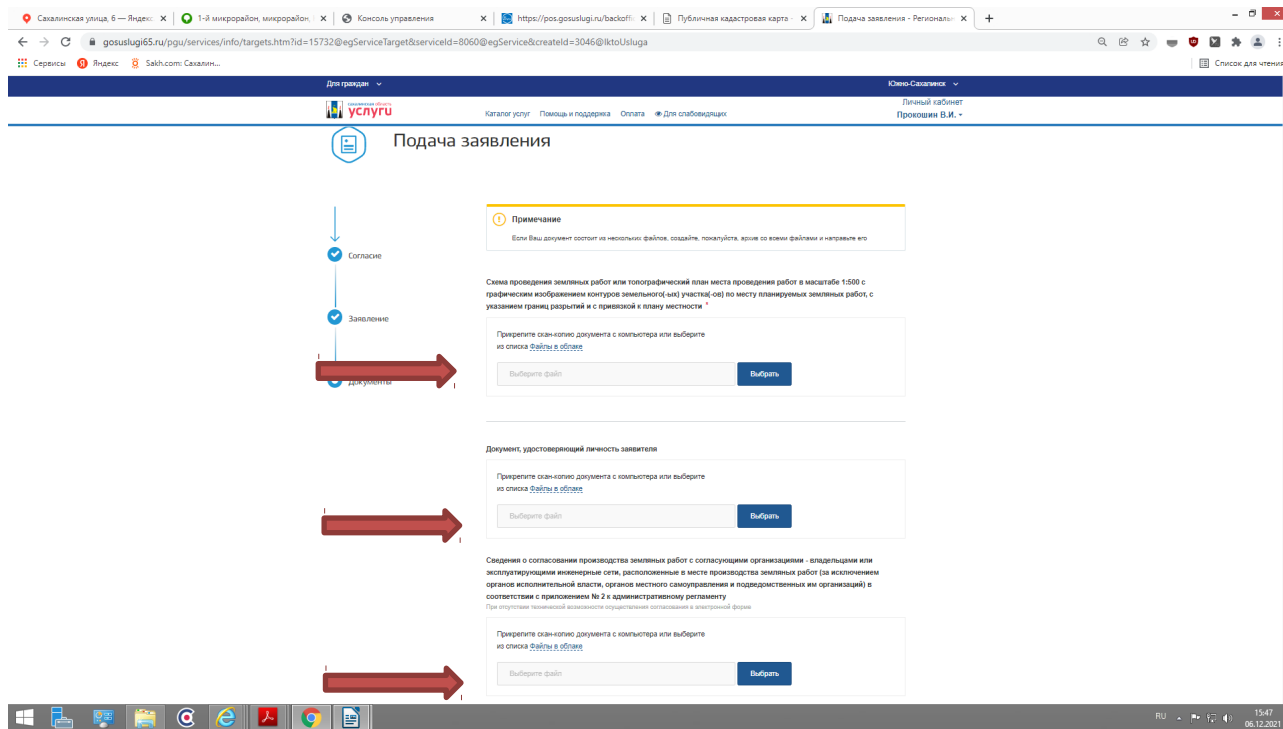 Сахалинская улица, 6 — Яндекс
1-й микрорайон, микрорайон,
Консоль управления
https://pos.gosuslugi.ru/backoffi
Публичная кадастровая карта -
Подача заявления - Региональн
gosuslugi65.ru/pgu/services/info/targets.htm?id=15732@egServiceTarget&serviceId=8060@egService&createId=3046@IktoUsluga
Сервисы Яндекс Sakh.com: Сахалин...
Список для чтения
Для граждан
Южно-Сахалинск
сахалинская область
услуги
Каталог услуг Помощь и поддержка Оплата Для слабовидящих
Личный кабинет
Прокошин В.И.
Подача заявления
Примечание
Если Ваш документ состоит из нескольких файлов, создайте, пожалуйста, архив со всеми файлами и направьте его
Согласие
Заявление
Документы
Схема проведения земляных работ или топографический план места проведения работ в масштабе 1:500 с
графическим изображением контуров земельного(-ых) участка(-ов) по месту планируемых земляных работ, с
указанием границ разрытий и с привязкой к плану местности *
Прикрепите скан-копию документа с компьютера или выберите
из списка Файлы в облаке
Выберите файл
Выбрать
Документ, удостоверяющий личность заявителя
Прикрепите скан-копию документа с компьютера или выберите
из списка Файлы в облаке
Выберите файл
Выбрать
Сведения о согласовании производства земляных работ с согласующими организациями - владельцами или
эксплуатирующими инженерные сети, расположенные в месте производства земляных работ (за исключением
органов исполнительной власти, органов местного самоуправления и подведомственных им организаций) в
соответствии с приложением № 2 к административному регламенту
При отсутствии технической возможности осуществления согласования в электронной форме
Прикрепите скан-копию документа с компьютера или выберите
из списка Файлы в облаке
Выберите файл
Выбрать
RU
15:47
06.12.2021